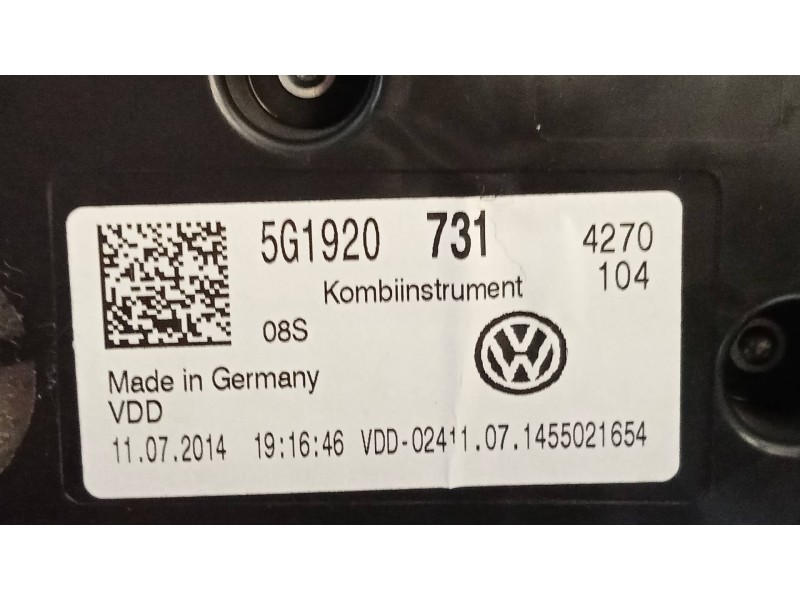 5G1920 731 4270
Kombiinstrument 104
08S
Made in Germany
VDD
11.07.2014 19:16:46 VDD-02411.07.1455021654